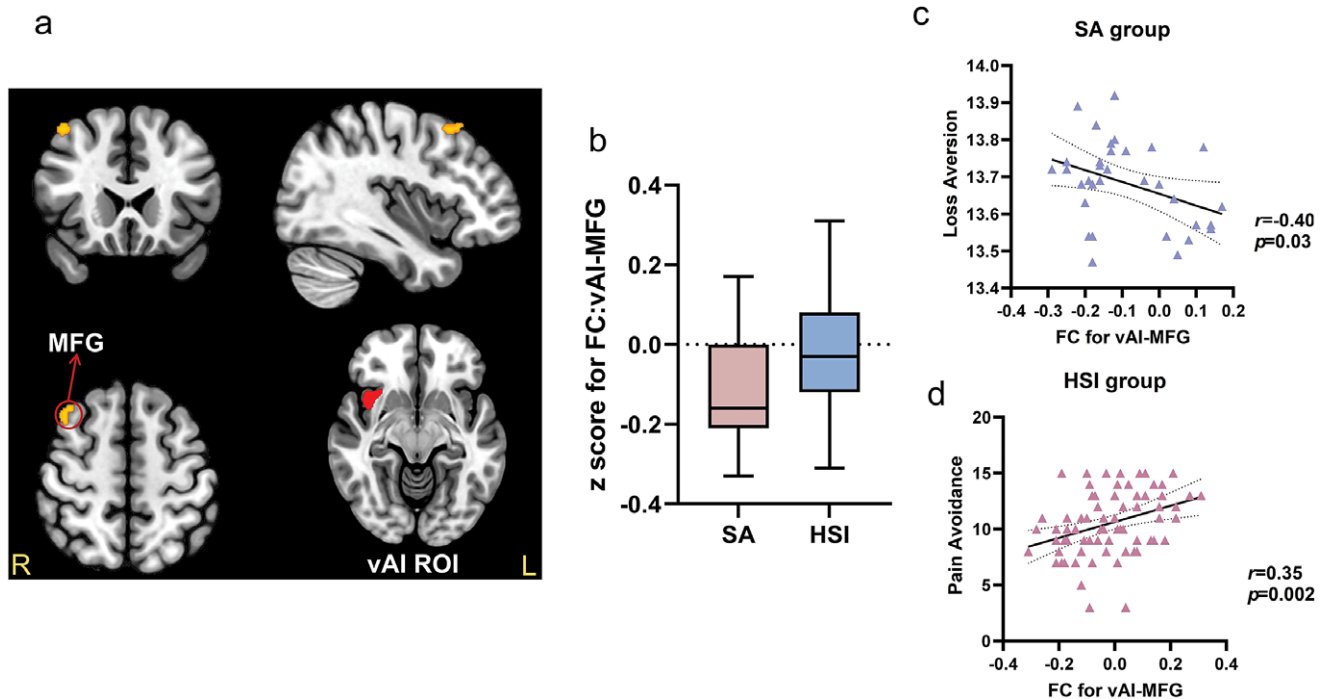 a
MFG
R
vAI ROI
L
b
z score for FC:vAI-MFG
0.4
0.2
0.0
-0.2
-0.4
SA
HSI
c
SA group
Loss Aversion
14.0
13.9
13.8
13.7
13.6
13.5
13.4
-0.4 -0.3 -0.2 -0.1 0.0 0.1 0.2
FC for vAI-MFG
r=-0.40
p=0.03
d
HSI group
Pain Avoidance
20
15
10
5
0
-0.4 -0.2 0.0 0.2 0.4
FC for vAI-MFG
r=0.35
p=0.002